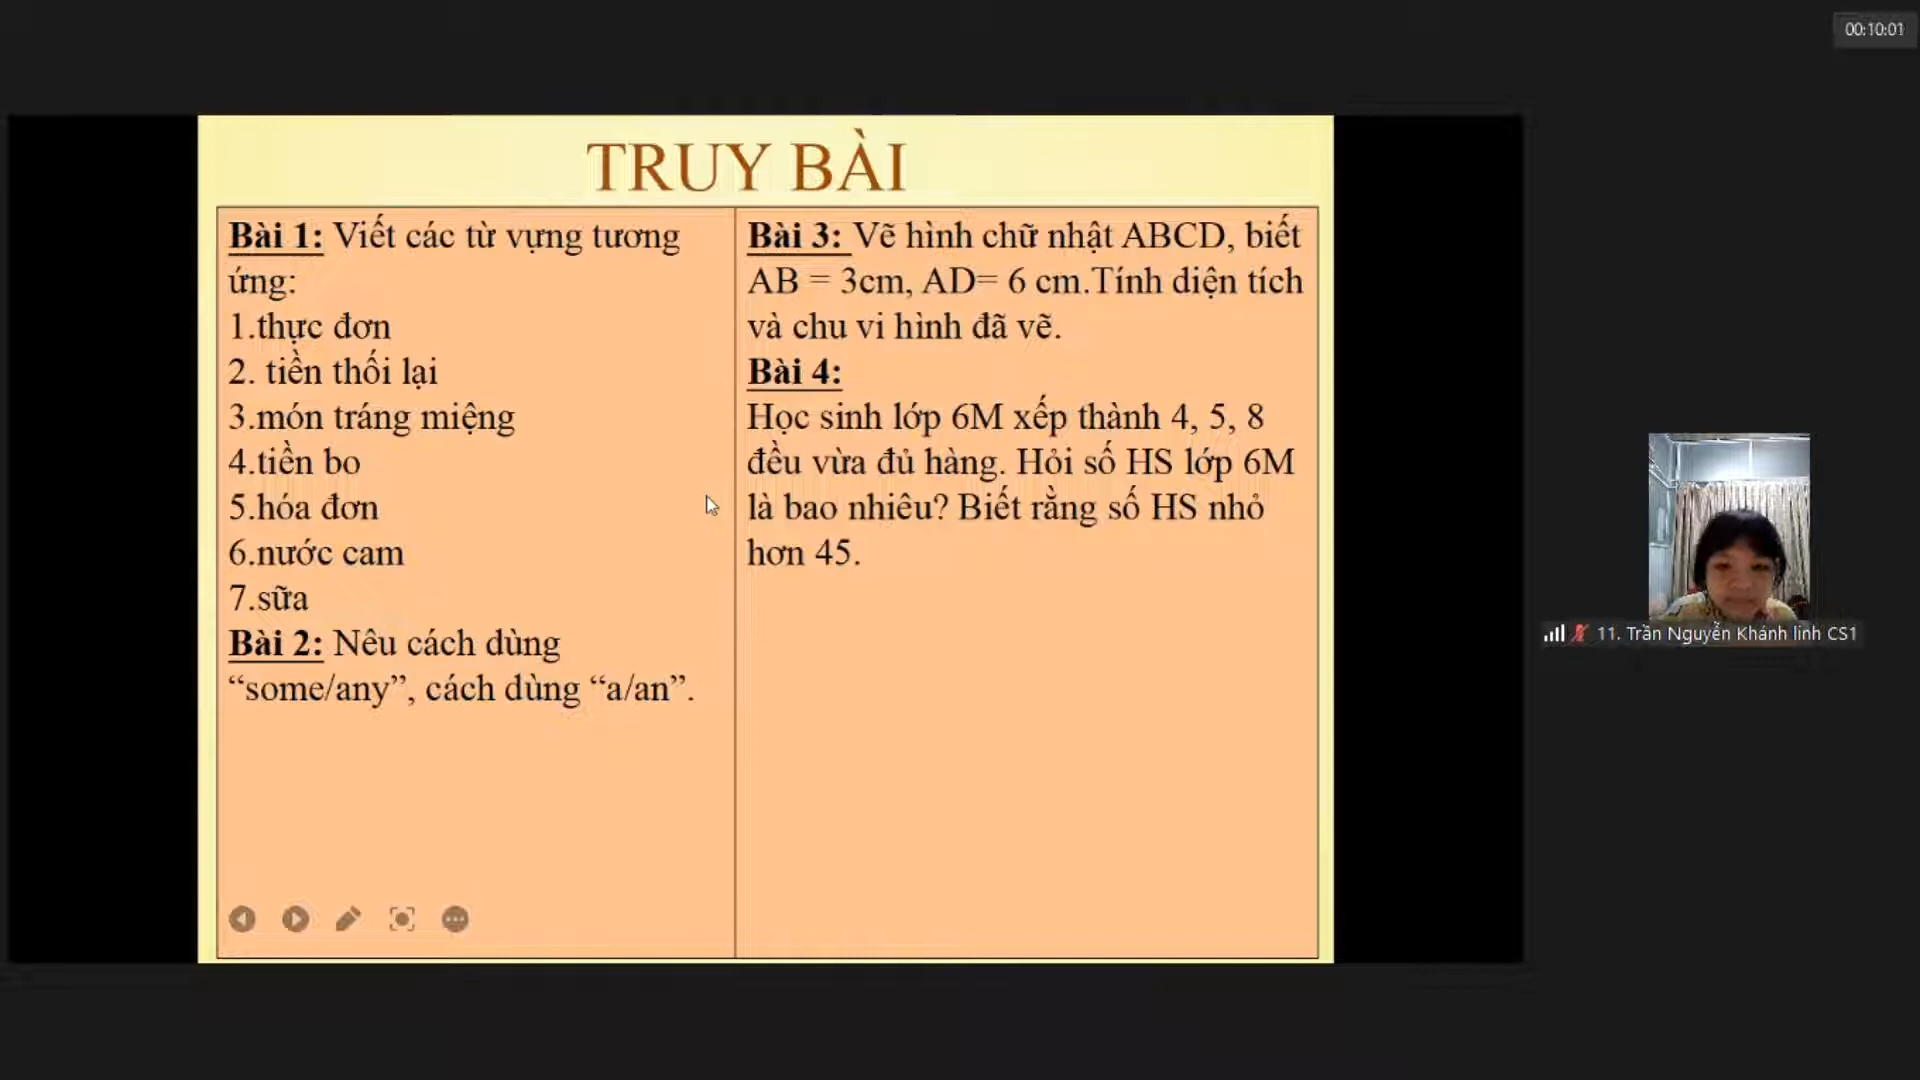 00:10:01
TRUY BÀI
Bài 1: Viết các từ vựng tương
ứng:
1.thực đơn
2. tiền thối lại
3.món tráng miệng
4.tiền bo
5.hóa đơn
6.nước cam
7.sữa
Bài 2: Nêu cách dùng
“some/any”, cách dùng “a/an”.
Bài 3: Vẽ hình chữ nhật ABCD, biết
AB = 3cm, AD= 6 cm.Tính diện tích
và chu vi hình đã vẽ.
Bài 4:
Học sinh lớp 6M xếp thành 4, 5, 8
đều vừa đủ hàng. Hỏi số HS lớp 6M
là bao nhiêu? Biết rằng số HS nhỏ
hơn 45.
11. Trần Nguyễn Khánh linh CS1